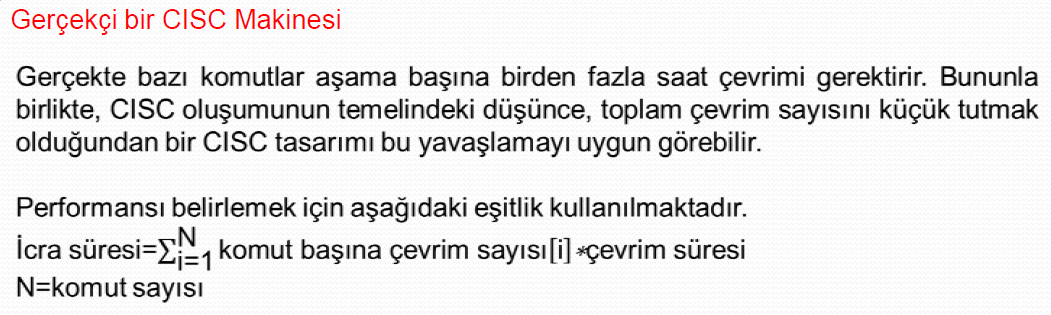 Gerçekçi bir CISC Makinesi
Gerçekte bazı komutlar aşama başına birden fazla saat çevrimi gerektirir. Bununla
birlikte, CISC oluşumunun temelindeki düşünce, toplam çevrim sayısını küçük tutmak
olduğundan bir CISC tasarımı bu yavaşlamayı uygun görebilir.
Performansı belirlemek için aşağıdaki eşitlik kullanılmaktadır.
İcra süresi=∑ᴺᵢ₌₁ komut başına çevrim sayısı[i]*çevrim süresi
N=komut sayısı